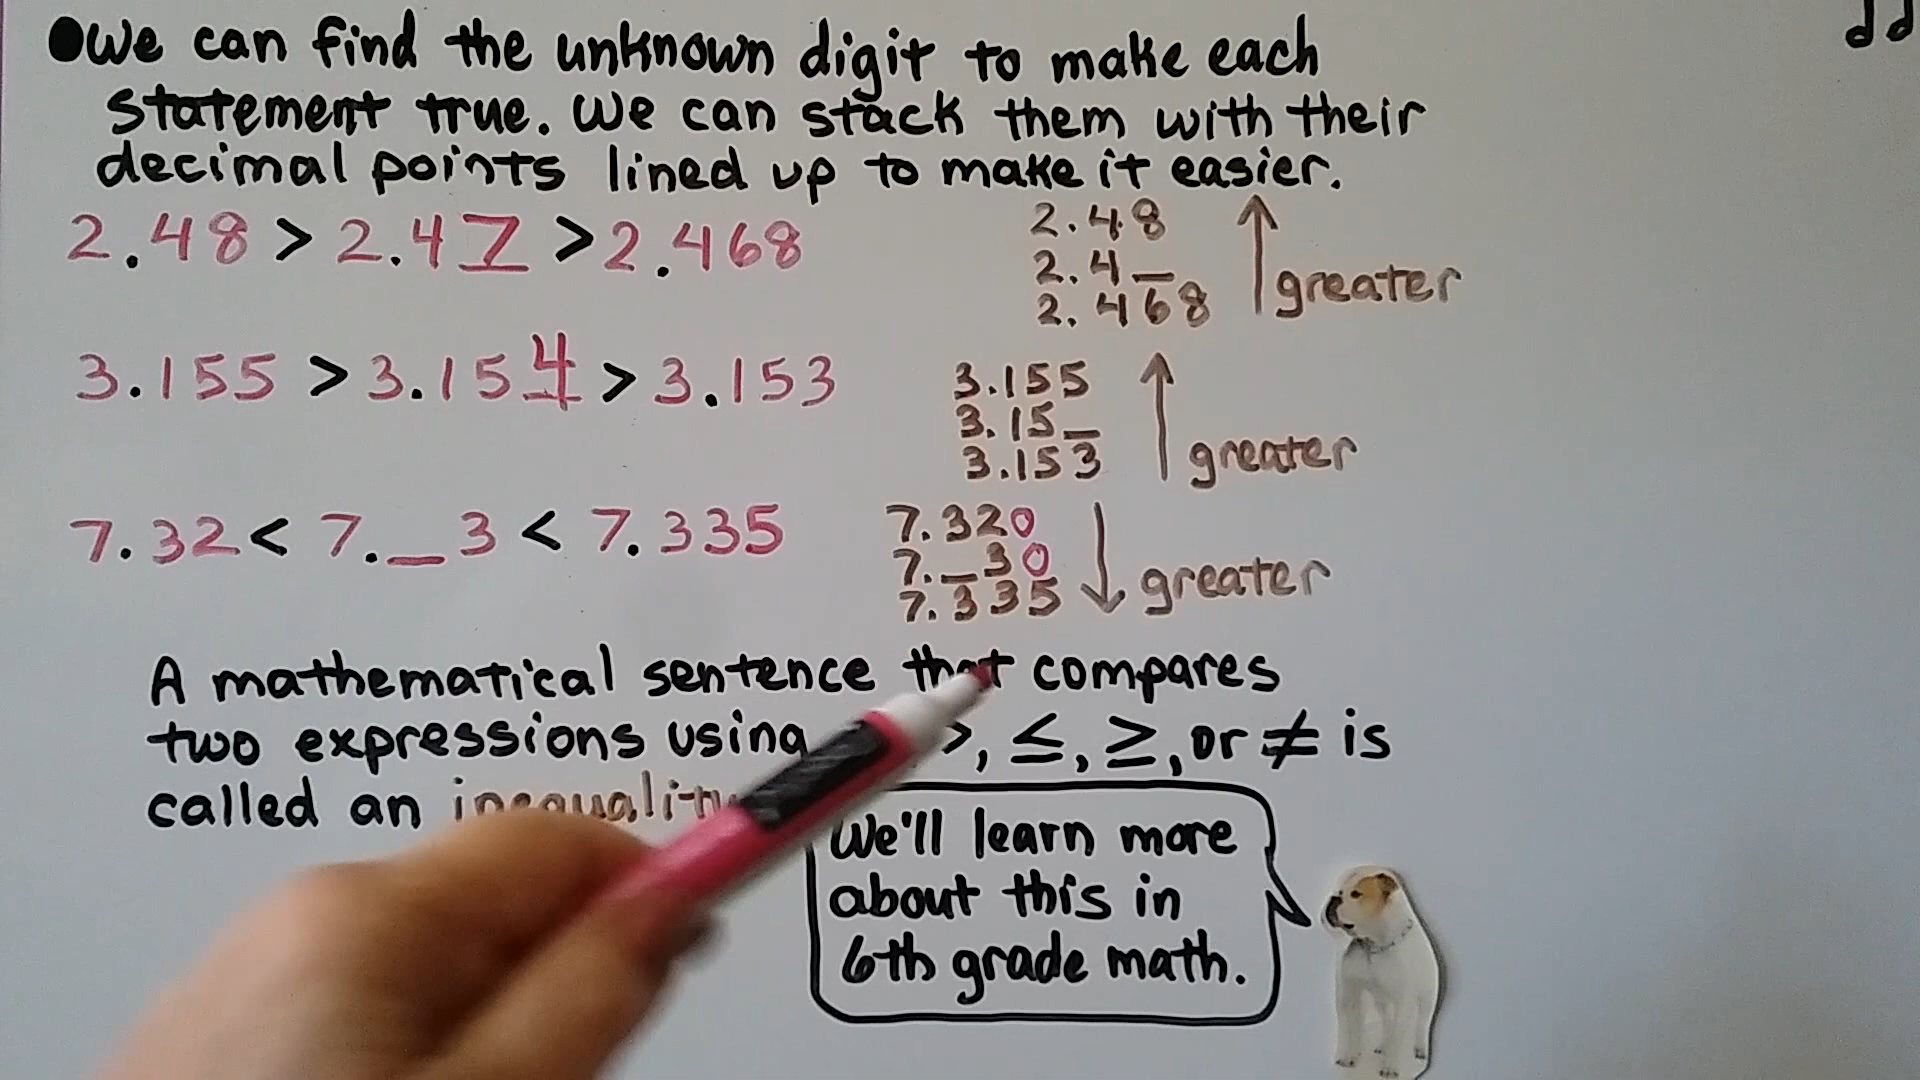 ●We can find the unknown digit to make each
statement true. We can stack them with their
decimal points lined up to make it easier.
2.48 > 2.47 > 2.468
2.48
2.4_
2.468
greater
3.155 > 3.154 > 3.153
3.155
3.15_
3.153
greater
7.32 < 7._3 < 7.335
7.320
7._30
7.335
greater
A mathematical sentence that compares
two expressions using >, ≤, ≥, or ≠ is
called an inequality
We'll learn more
about this in
6th grade math.